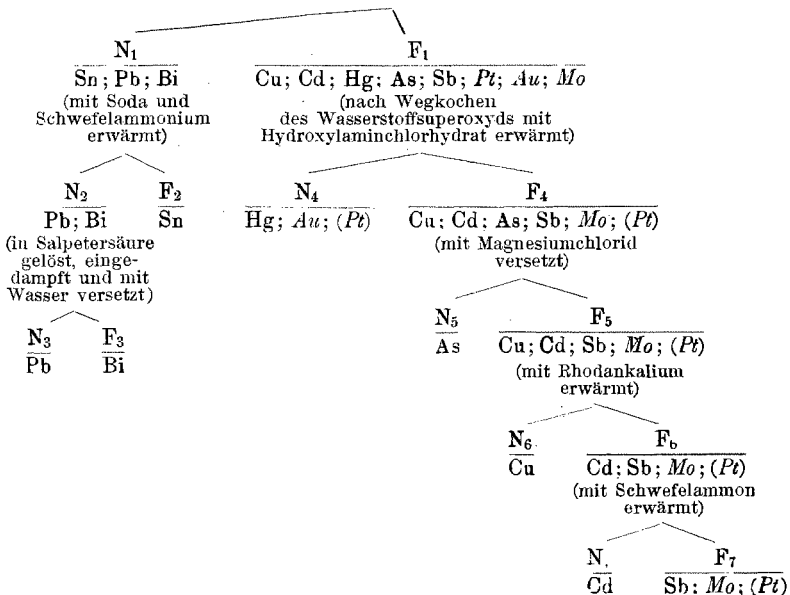 N₁ F₁
Sn; Pb; Bi Cu; Cd; Hg; As; Sb; Pt; Au; Mo
(mit Soda und (nach Wegkochen
Schwefelammonium des Wasserstoffsuperoxyds mit
erwärmt) Hydroxylaminchlorhydrat erwärmt)
N₂ F₂ N₄ F₄
Pb; Bi Sn Hg; Au; (Pt) Cu; Cd; As; Sb; Mo; (Pt)
(in Salpetersäure (mit Magnesiumchlorid
gelöst, einge- versetzt)
dampft und mit
Wasser versetzt)
N₅ F₅
N₃ F₃ As Cu; Cd; Sb; Mo; (Pt)
Pb Bi (mit Rhodankalium
erwärmt)
N₆ F₆
Cu Cd; Sb; Mo; (Pt)
(mit Schwefelammon
erwärmt)
N. F₇
Cd Sb; Mo; (Pt)